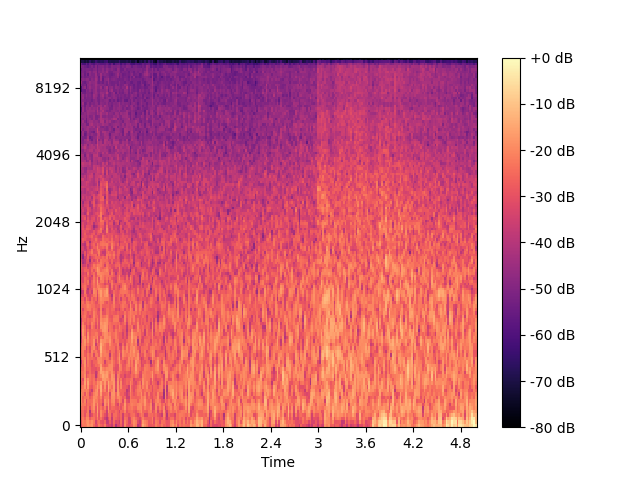 8192
4096
2048
1024
512
0
Hz
0 0.6 1.2 1.8 2.4 3 3.6 4.2 4.8
Time
+0 dB
-10 dB
-20 dB
-30 dB
-40 dB
-50 dB
-60 dB
-70 dB
-80 dB